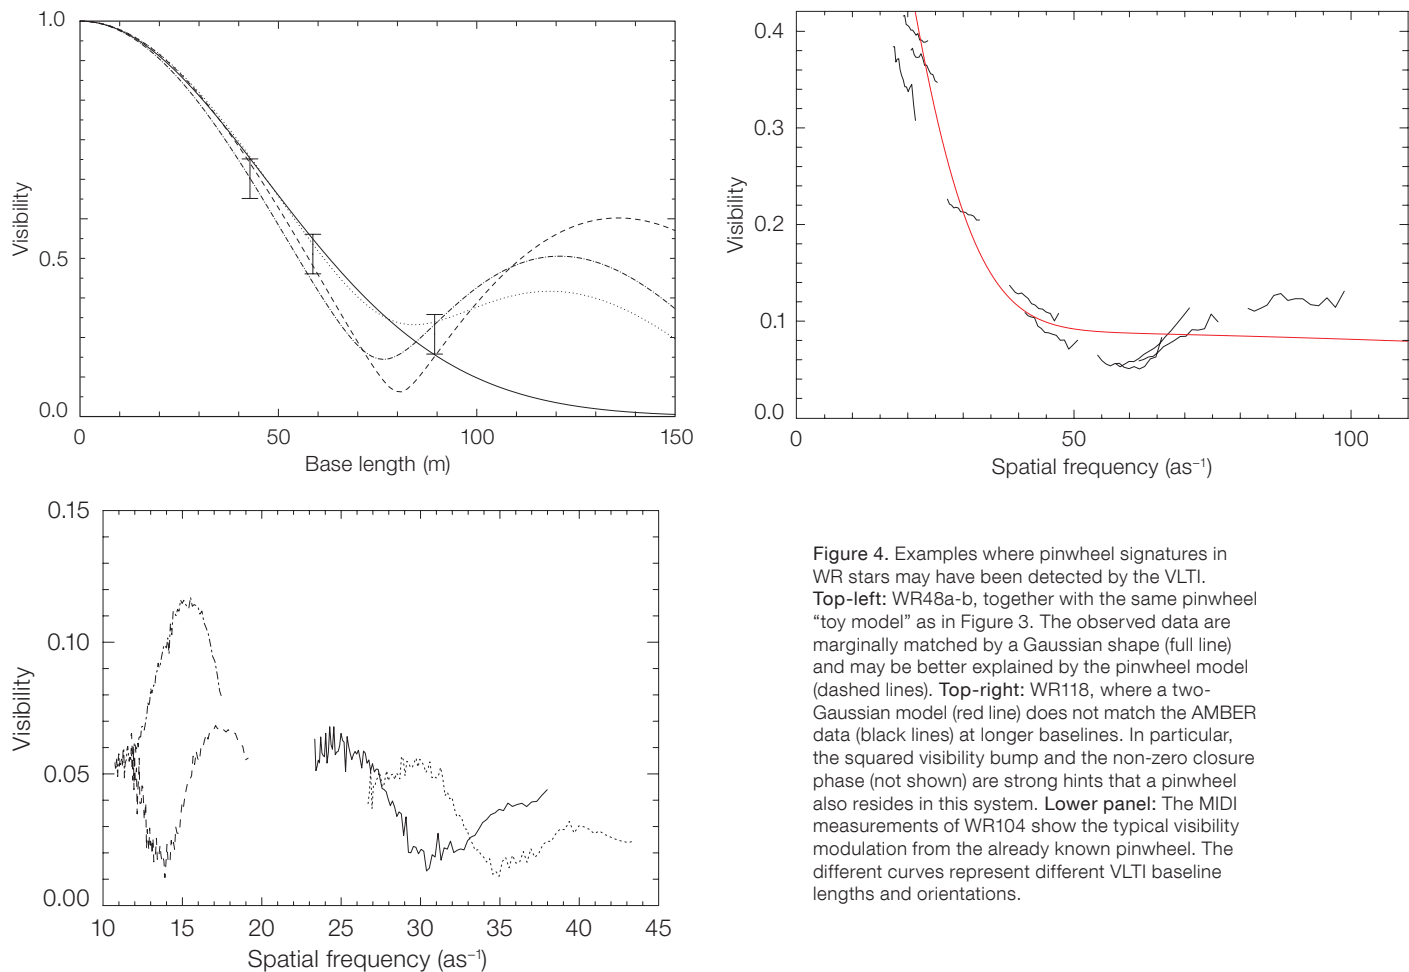 1.0
0.5
0.0
Visibility
0
50
100
150
Base length (m)
0.4
0.3
0.2
0.1
0.0
Visibility
0
50
100
Spatial frequency (as⁻¹)
0.15
0.10
0.05
0.00
Visibility
10
15
20
25
30
35
40
45
Spatial frequency (as⁻¹)
Figure 4. Examples where pinwheel signatures in
WR stars may have been detected by the VLTI.
Top-left: WR48a-b, together with the same pinwheel
“toy model” as in Figure 3. The observed data are
marginally matched by a Gaussian shape (full line)
and may be better explained by the pinwheel model
(dashed lines). Top-right: WR118, where a two-
Gaussian model (red line) does not match the AMBER
data (black lines) at longer baselines. In particular,
the squared visibility bump and the non-zero closure
phase (not shown) are strong hints that a pinwheel
also resides in this system. Lower panel: The MIDI
measurements of WR104 show the typical visibility
modulation from the already known pinwheel. The
different curves represent different VLTI baseline
lengths and orientations.